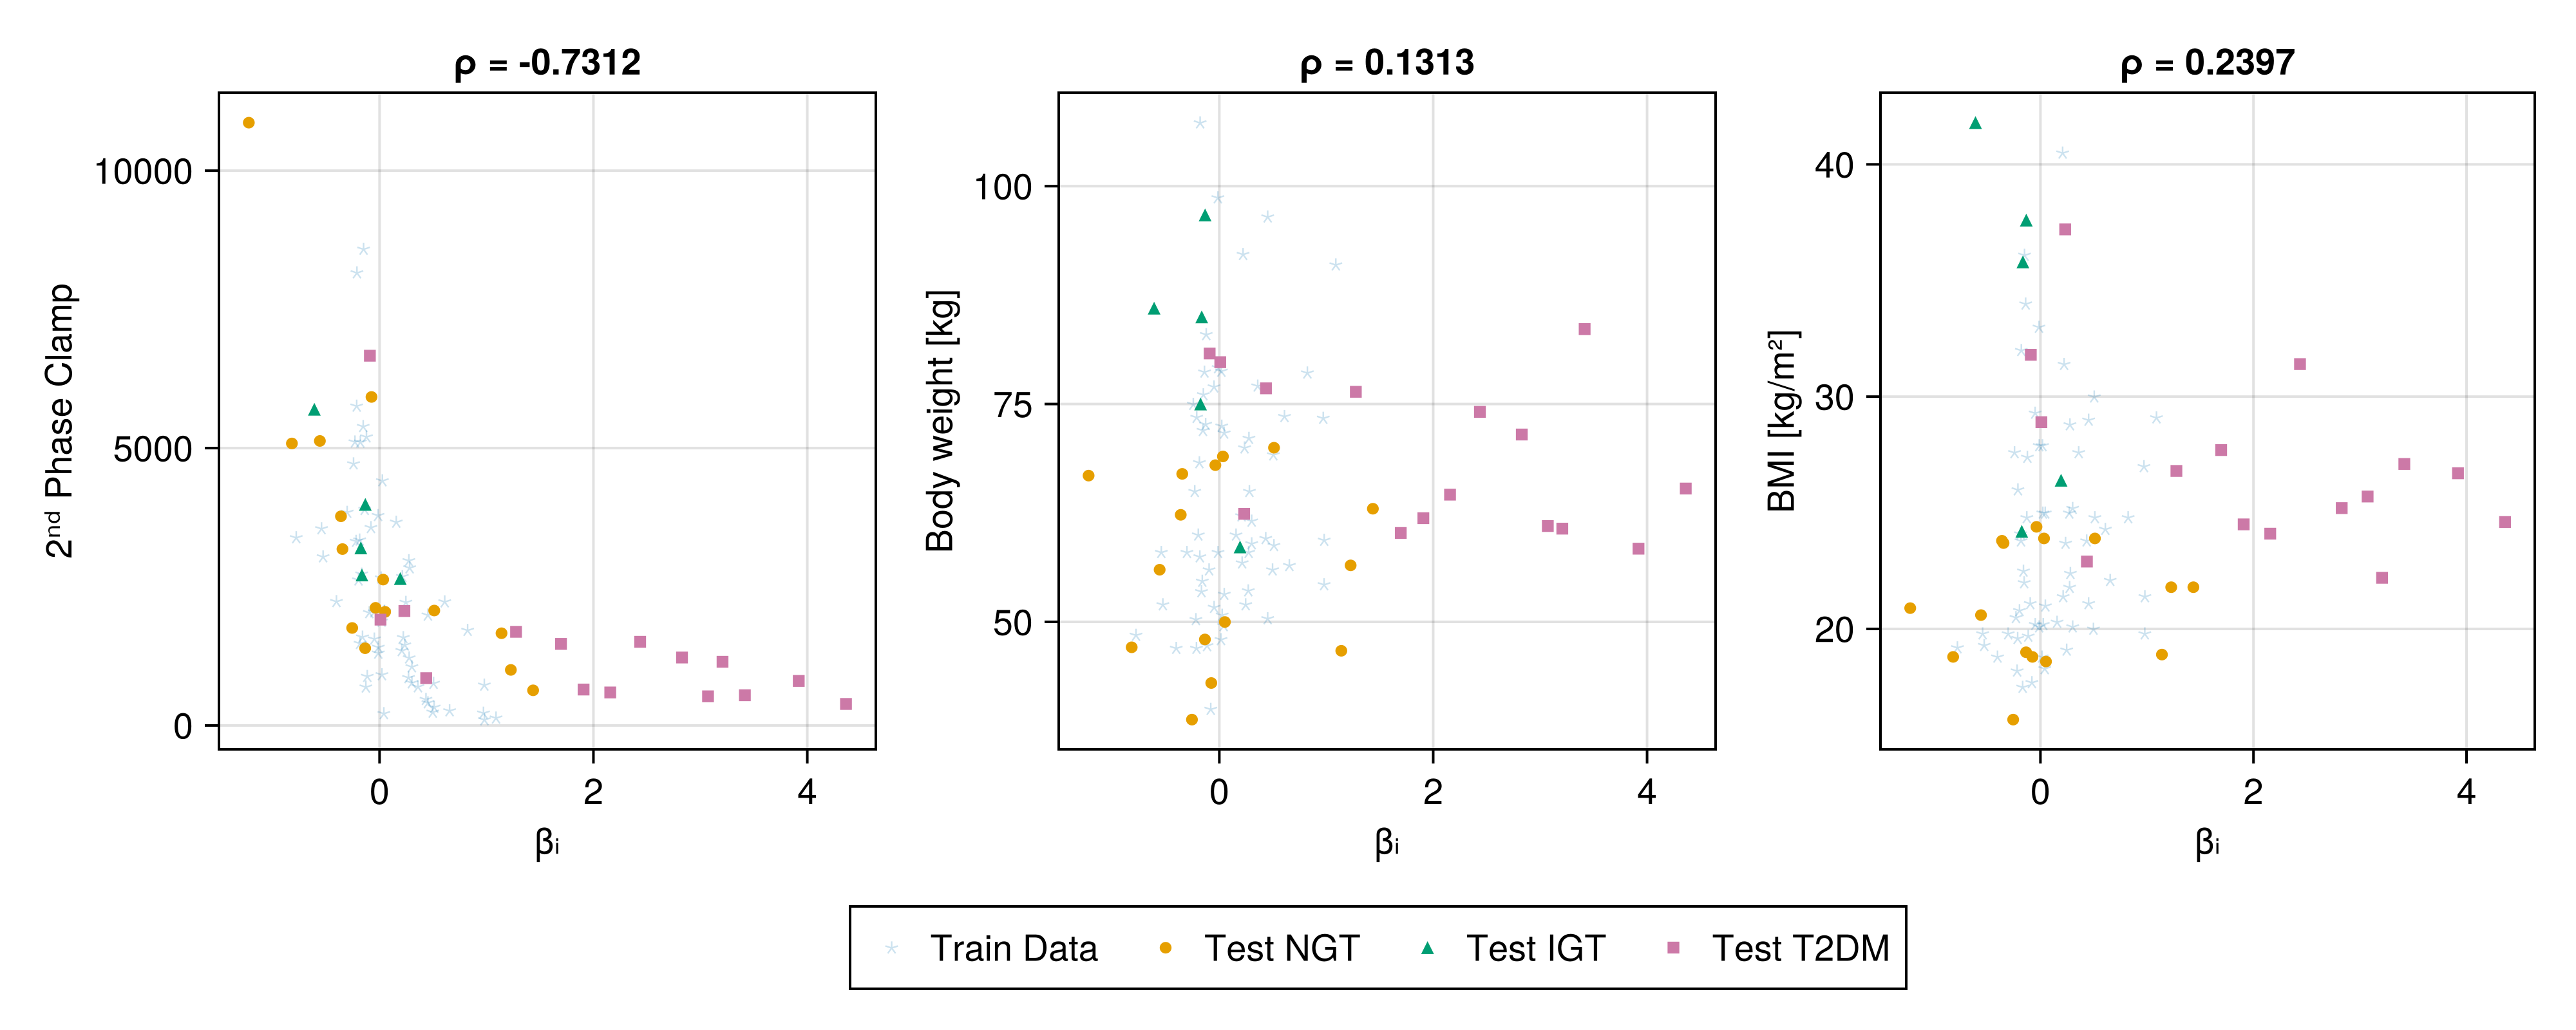 ρ = -0.7312
ρ = 0.1313
ρ = 0.2397
2ⁿᵈ Phase Clamp
10000
5000
0
0 2 4
βᵢ
Body weight [kg]
100
75
50
0 2 4
βᵢ
BMI [kg/m²]
40
30
20
0 2 4
βᵢ
Train Data Test NGT Test IGT Test T2DM